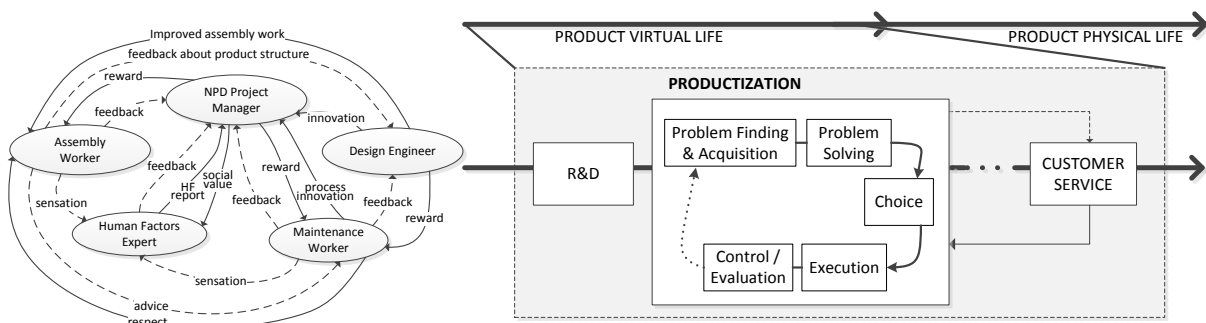 Improved assembly work
feedback about product structure
reward
NPD Project
Manager
feedback
innovation
Assembly
Worker
Design Engineer
feedback
reward
social
value
HF
report
process
innovation
feedback
feedback
sensation
reward
Human Factors
Expert
Maintenance
Worker
sensation
advice
respect
PRODUCT VIRTUAL LIFE
PRODUCT PHYSICAL LIFE
PRODUCTIZATION
Problem Finding
& Acquisition
Problem
Solving
R&D
CUSTOMER
SERVICE
Choice
Control /
Evaluation
Execution